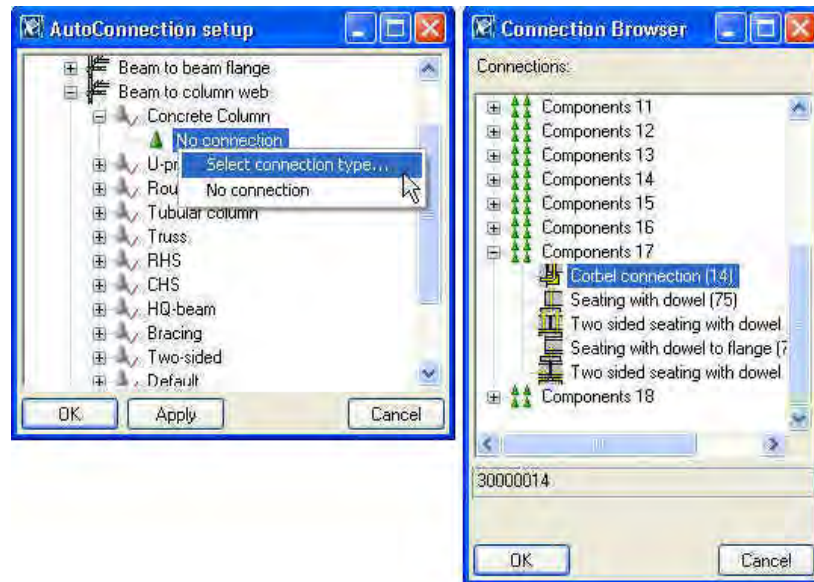 AutoConnection setup
Beam to beam flange
Beam to column web
Concrete Column
No connection
Select connection type...
No connection
U-pr
Rou
Tubular column
Truss
RHS
CHS
HQ-beam
Bracing
Two-sided
Default
OK
Apply
Cancel
Connection Browser
Connections:
Components 11
Components 12
Components 13
Components 14
Components 15
Components 16
Components 17
Corbel connection (14)
Seating with dowel (75)
Two sided seating with dowel
Seating with dowel to flange (7
Two sided seating with dowel
Components 18
30000014
OK
Cancel